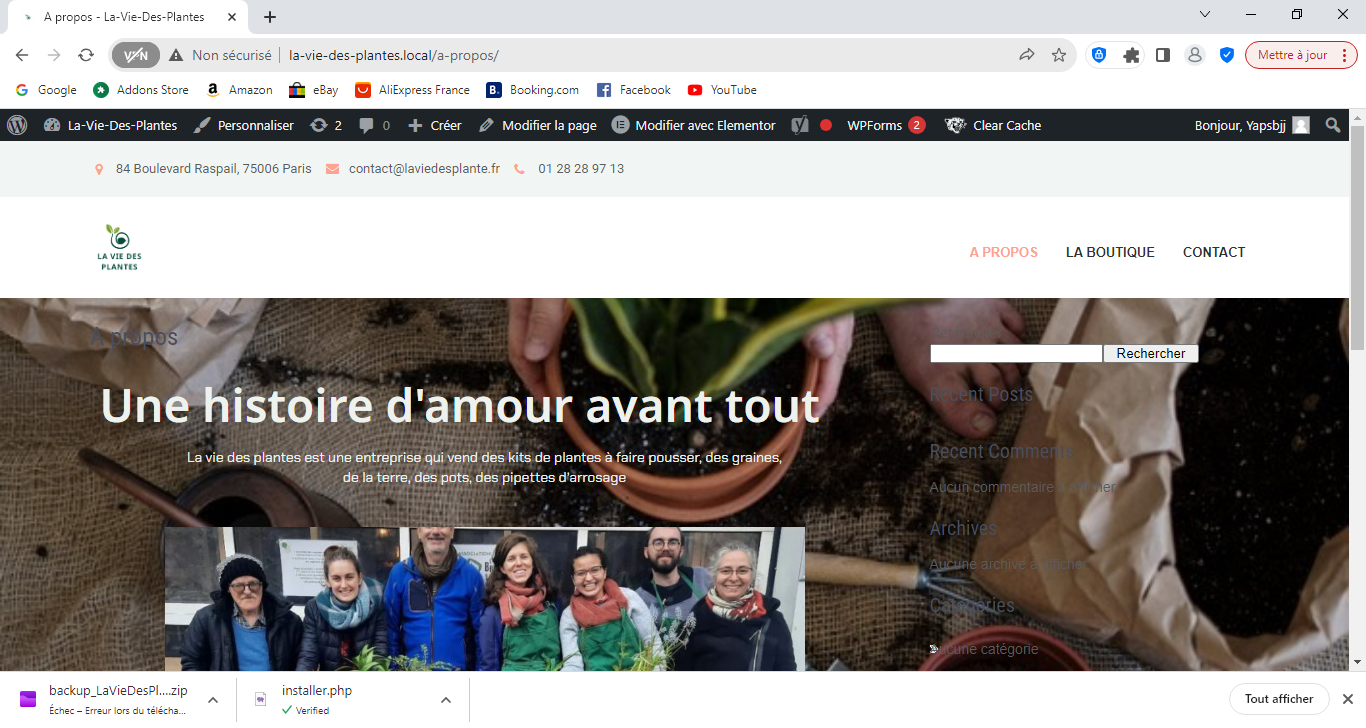 A propos - La-Vie-Des-Plantes
VPN
Non sécurisé
la-vie-des-plantes.local/a-propos/
Mettre à jour
Google
Addons Store
Amazon
eBay
AliExpress France
Booking.com
Facebook
YouTube
La-Vie-Des-Plantes
Personnaliser
2
0
Créer
Modifier la page
Modifier avec Elementor
WPForms 2
Clear Cache
Bonjour, Yapsbjj
84 Boulevard Raspail, 75006 Paris
contact@laviedesplante.fr
01 28 28 97 13
LA VIE DES
PLANTES
A PROPOS
LA BOUTIQUE
CONTACT
A propos
Une histoire d'amour avant tout
La vie des plantes est une entreprise qui vend des kits de plantes à faire pousser, des graines,
de la terre, des pots, des pipettes d'arrosage
Rechercher
Recent Posts
Recent Comments
Aucun commentaire à afficher
Archives
Aucune archive à afficher
Catégories
Aucune catégorie
backup_LaVieDesPl....zip
Échec – Erreur lors du télécha...
installer.php
Verified
Tout afficher